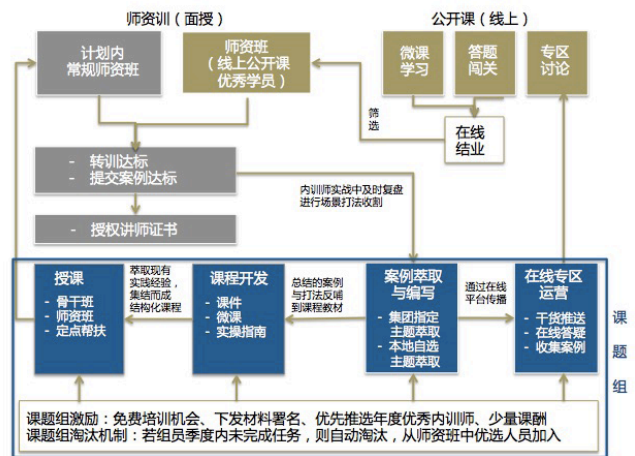 师资训（面授）
公开课（线上）
计划内
常规师资班
师资班
（线上公开课
优秀学员）
微课
学习
答题
闯关
专区
讨论
筛选
在线
结业
- 转训达标
- 提交案例达标
内训师实战中及时复盘
进行场景打法收割
- 授权讲师证书
授课
- 骨干班
- 师资班
- 定点帮扶
萃取现有
实践经验，
集结而成
结构化课程
课程开发
- 课件
- 微课
- 实操指南
总结的案例
与打法反哺
到课程教材
案例萃取
与编写
- 集团指定
主题萃取
- 本地自选
主题萃取
通过在线
平台传播
在线专区
运营
- 干货推送
- 在线答疑
- 收集案例
课题组
课题组激励：免费培训机会、下发材料署名、优先推选年度优秀内训师、少量课酬
课题组淘汰机制：若组员季度内未完成任务，则自动淘汰，从师资班中优选人员加入